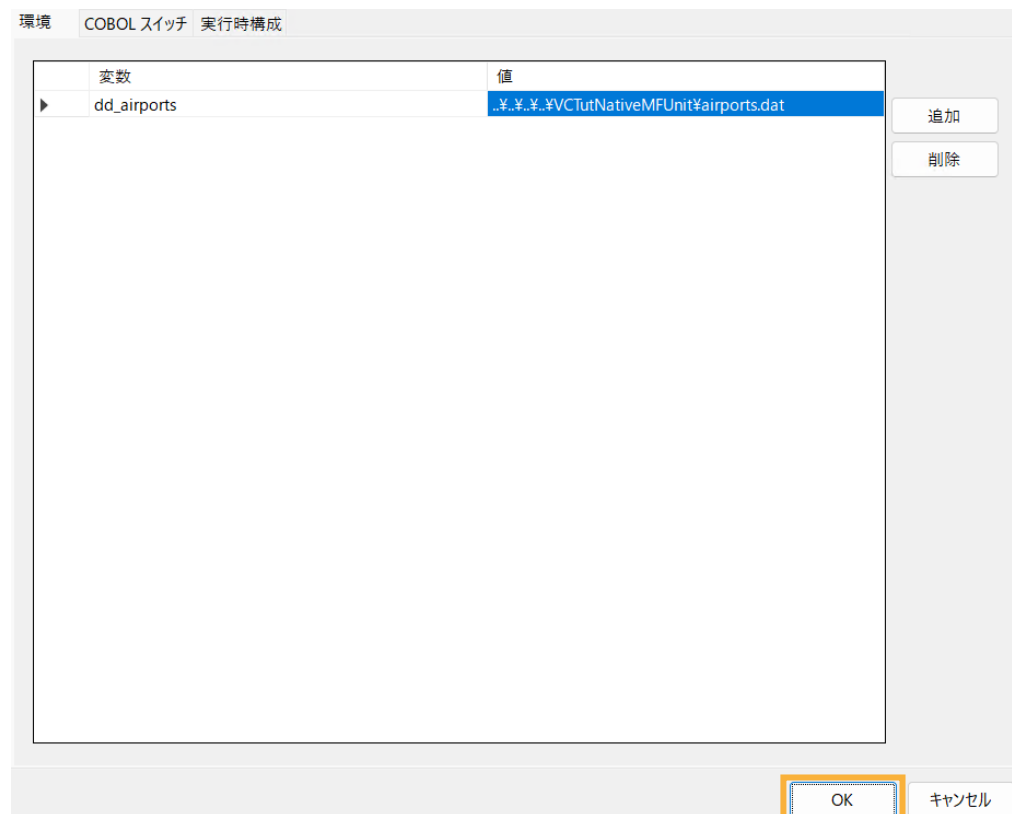 環境 COBOL スイッチ 実行時構成
変数 値
dd_airports ..¥..¥..¥..¥VCTutNativeMFUnit¥airports.dat
追加
削除
OK キャンセル